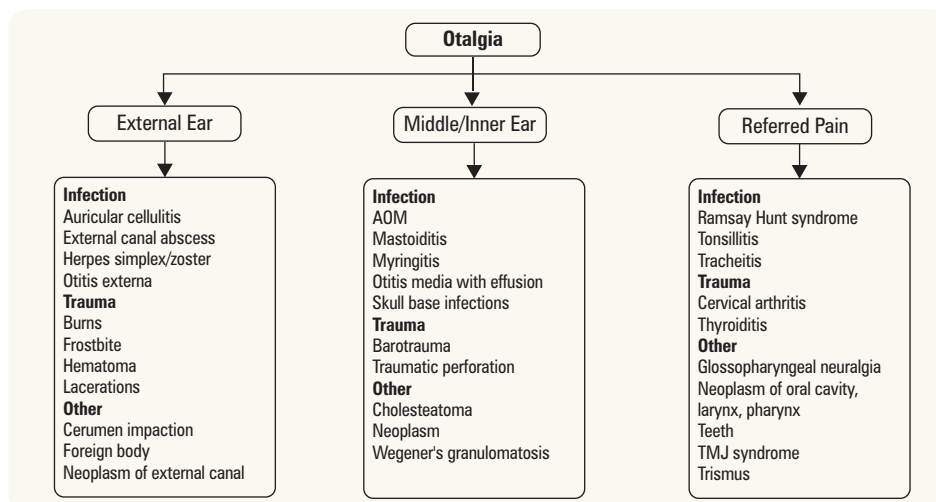 Otalgia
External Ear
Infection
Auricular cellulitis
External canal abscess
Herpes simplex/zoster
Otitis externa
Trauma
Burns
Frostbite
Hematoma
Lacerations
Other
Cerumen impaction
Foreign body
Neoplasm of external canal
Middle/Inner Ear
Infection
AOM
Mastoiditis
Myringitis
Otitis media with effusion
Skull base infections
Trauma
Barotrauma
Traumatic perforation
Other
Cholesteatoma
Neoplasm
Wegener's granulomatosis
Referred Pain
Infection
Ramsay Hunt syndrome
Tonsillitis
Tracheitis
Trauma
Cervical arthritis
Thyroiditis
Other
Glossopharyngeal neuralgia
Neoplasm of oral cavity,
larynx, pharynx
Teeth
TMJ syndrome
Trismus